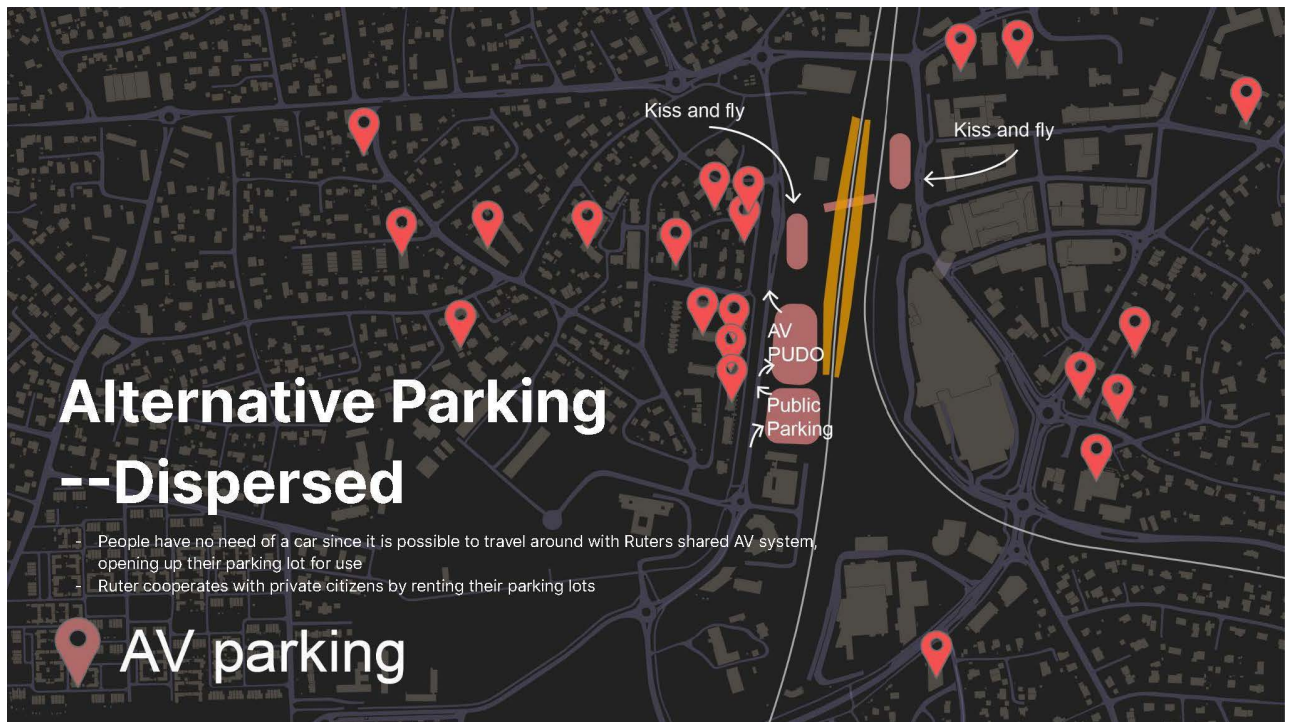 Kiss and fly
Kiss and fly
AV
PUDO
Public
Parking
Alternative Parking
--Dispersed
- People have no need of a car since it is possible to travel around with Ruters shared AV system,
opening up their parking lot for use
- Ruter cooperates with private citizens by renting their parking lots
AV parking